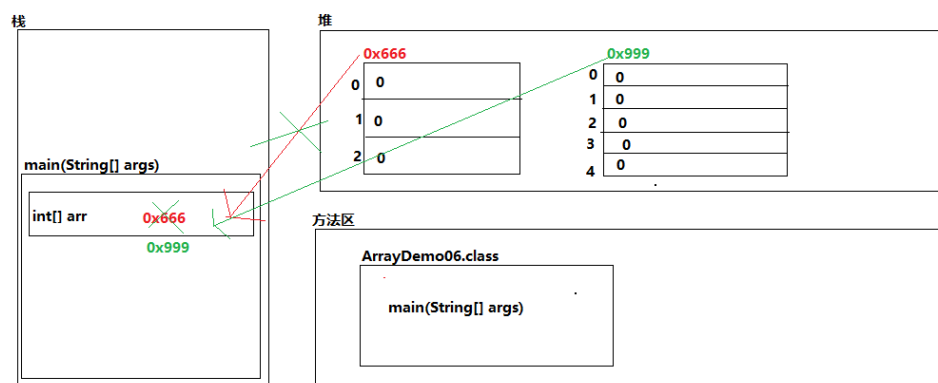 栈
堆
0x666
0x999
0 0
1 0
2 0
0 0
1 0
2 0
3 0
4 0
main(String[] args)
int[] arr 0x666
0x999
方法区
ArrayDemo06.class
main(String[] args)